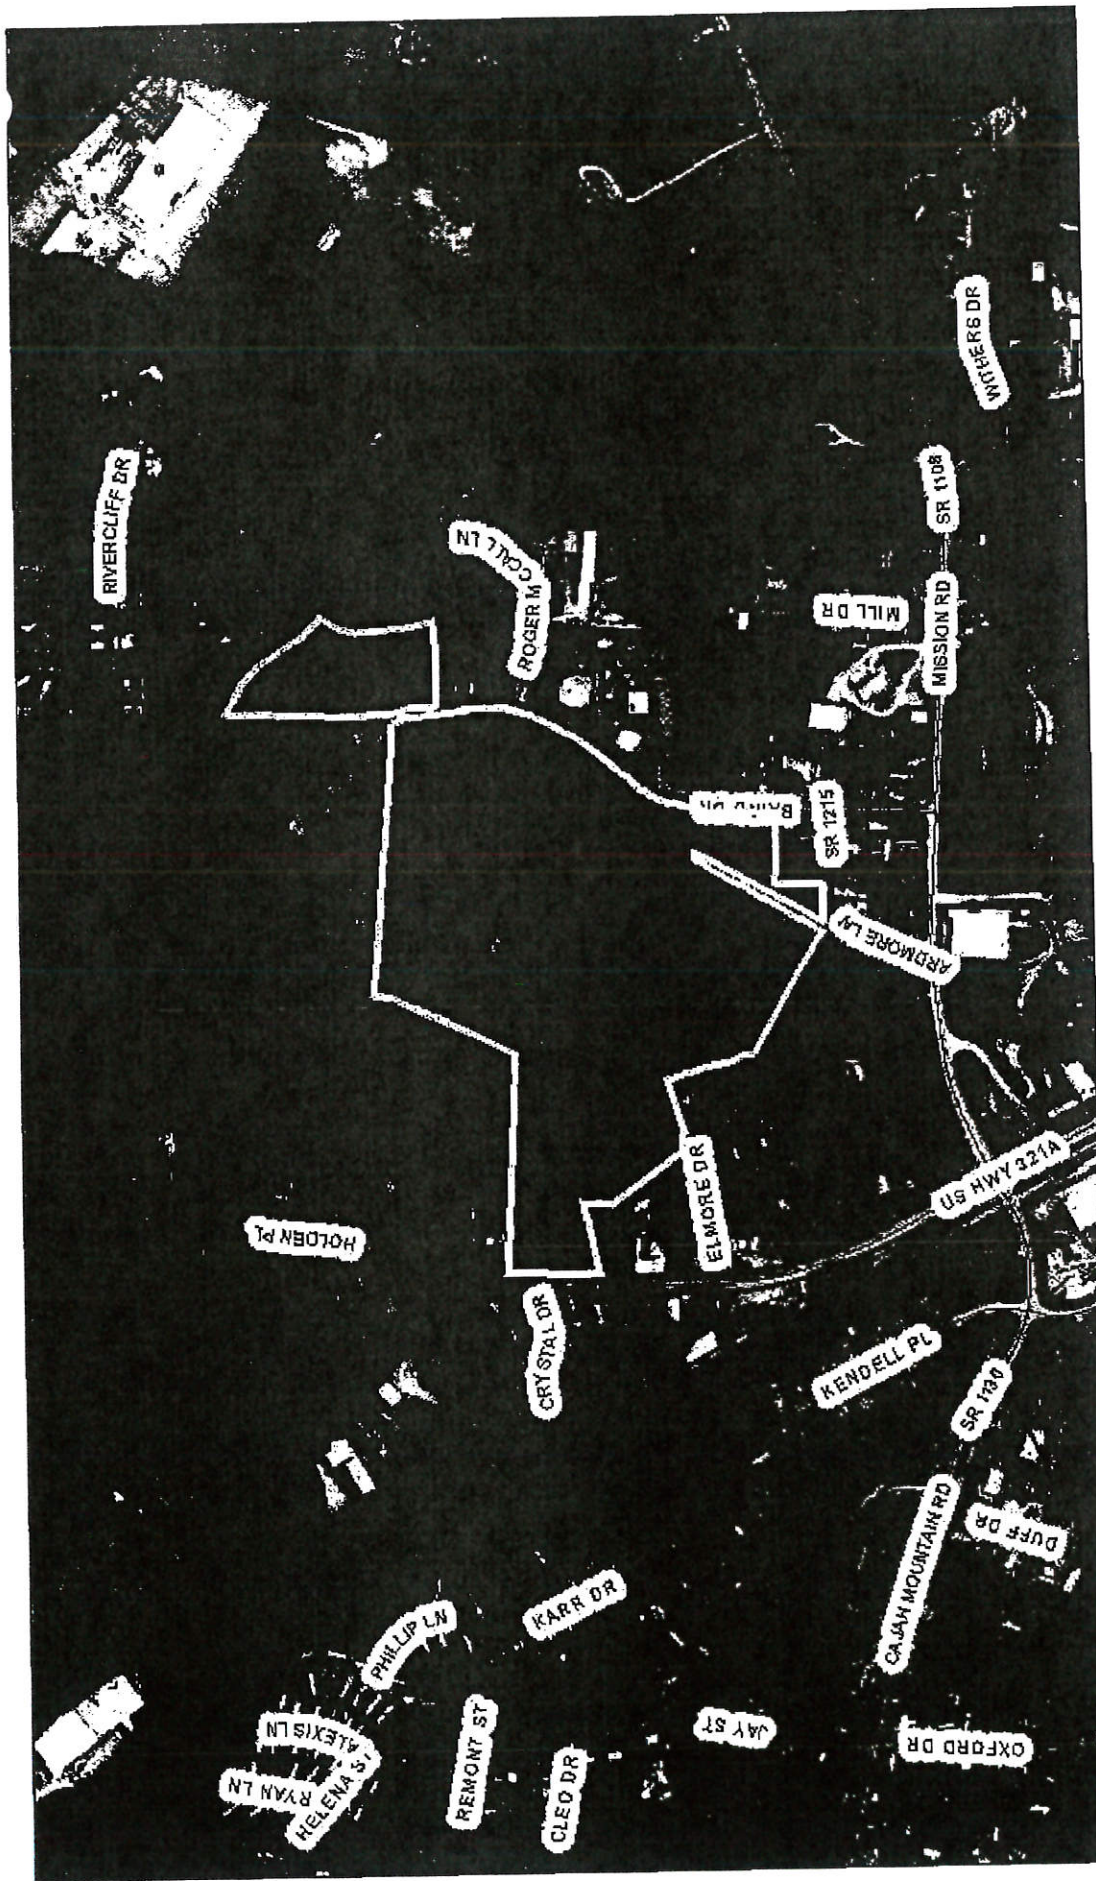 RIVERCLIFF DR
WITHERS DR
SR 1108
ROGER MCCALL LN
MILL DR
MISSION RD
SR 1215
ARDMORE LN
ELMORE DR
US HWY 321A
HOLDEN PL
CRYSTAL DR
KENDELL PL
SR 1130
CAJAH MOUNTAIN RD
DUFF DR
KARR DR
PHILLIP LN
REMONT ST
JAY ST
OXFORD DR
CLEO DR
ALEXIS LN
RYAN LN
HELENA ST